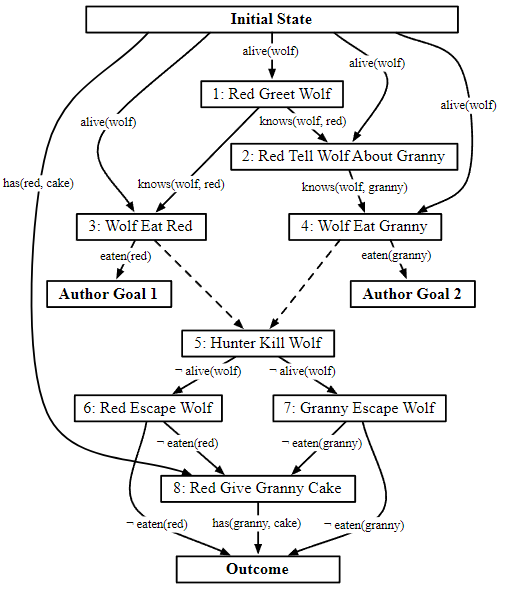 Initial State
alive(wolf)
alive(wolf)
1: Red Greet Wolf
alive(wolf)
alive(wolf)
knows(wolf, red)
2: Red Tell Wolf About Granny
has(red, cake)
knows(wolf, red)
knows(wolf, granny)
3: Wolf Eat Red
4: Wolf Eat Granny
eaten(red)
eaten(granny)
Author Goal 1
Author Goal 2
5: Hunter Kill Wolf
¬ alive(wolf)
¬ alive(wolf)
6: Red Escape Wolf
7: Granny Escape Wolf
¬ eaten(red)
¬ eaten(granny)
8: Red Give Granny Cake
¬ eaten(red)
has(granny, cake)
¬ eaten(granny)
Outcome